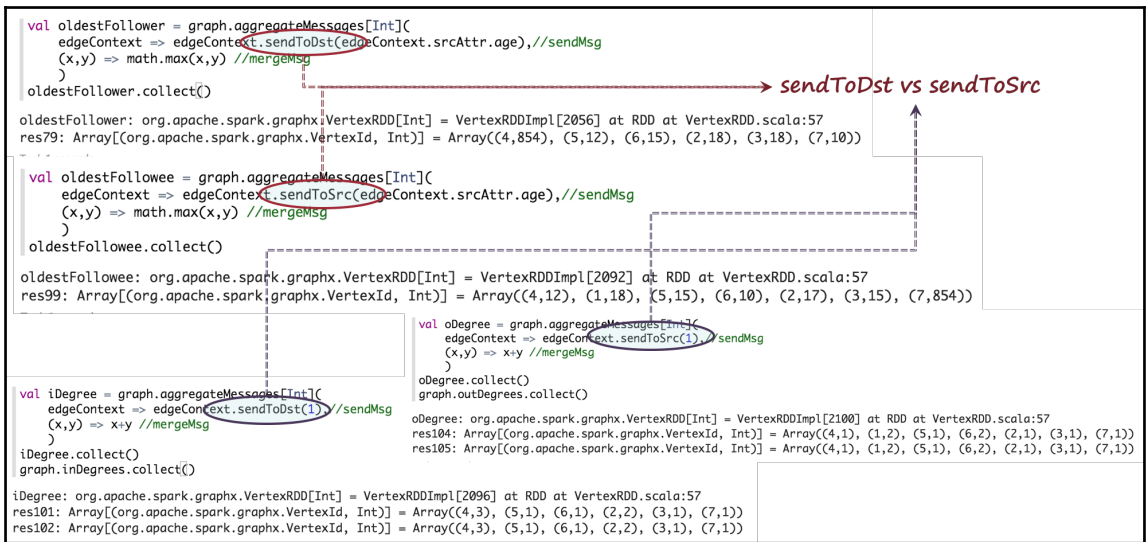 val oldestFollower = graph.aggregateMessages[Int](
edgeContext => edgeContext.sendToDst(edgeContext.srcAttr.age),//sendMsg
(x,y) => math.max(x,y) //mergeMsg
)
oldestFollower.collect()
sendToDst vs sendToSrc
oldestFollower: org.apache.spark.graphx.VertexRDD[Int] = VertexRDDImpl[2056] at RDD at VertexRDD.scala:57
res79: Array[(org.apache.spark.graphx.VertexId, Int)] = Array((4,854), (5,12), (6,15), (2,18), (3,18), (7,10))
val oldestFollowee = graph.aggregateMessages[Int](
edgeContext => edgeContext.sendToSrc(edgeContext.srcAttr.age),//sendMsg
(x,y) => math.max(x,y) //mergeMsg
)
oldestFollowee.collect()
oldestFollowee: org.apache.spark.graphx.VertexRDD[Int] = VertexRDDImpl[2092] at RDD at VertexRDD.scala:57
res99: Array[(org.apache.spark.graphx.VertexId, Int)] = Array((4,12), (1,18), (5,15), (6,10), (2,17), (3,15), (7,854))
val oDegree = graph.aggregateMessages[Int](
edgeContext => edgeContext.sendToSrc(1),//sendMsg
(x,y) => x+y //mergeMsg
)
oDegree.collect()
graph.outDegrees.collect()
oDegree: org.apache.spark.graphx.VertexRDD[Int] = VertexRDDImpl[2100] at RDD at VertexRDD.scala:57
res104: Array[(org.apache.spark.graphx.VertexId, Int)] = Array((4,1), (1,2), (5,1), (6,2), (2,1), (3,1), (7,1))
res105: Array[(org.apache.spark.graphx.VertexId, Int)] = Array((4,1), (1,2), (5,1), (6,2), (2,1), (3,1), (7,1))
val iDegree = graph.aggregateMessages[Int](
edgeContext => edgeContext.sendToDst(1),//sendMsg
(x,y) => x+y //mergeMsg
)
iDegree.collect()
graph.inDegrees.collect()
iDegree: org.apache.spark.graphx.VertexRDD[Int] = VertexRDDImpl[2096] at RDD at VertexRDD.scala:57
res101: Array[(org.apache.spark.graphx.VertexId, Int)] = Array((4,3), (5,1), (6,1), (2,2), (3,1), (7,1))
res102: Array[(org.apache.spark.graphx.VertexId, Int)] = Array((4,3), (5,1), (6,1), (2,2), (3,1), (7,1))